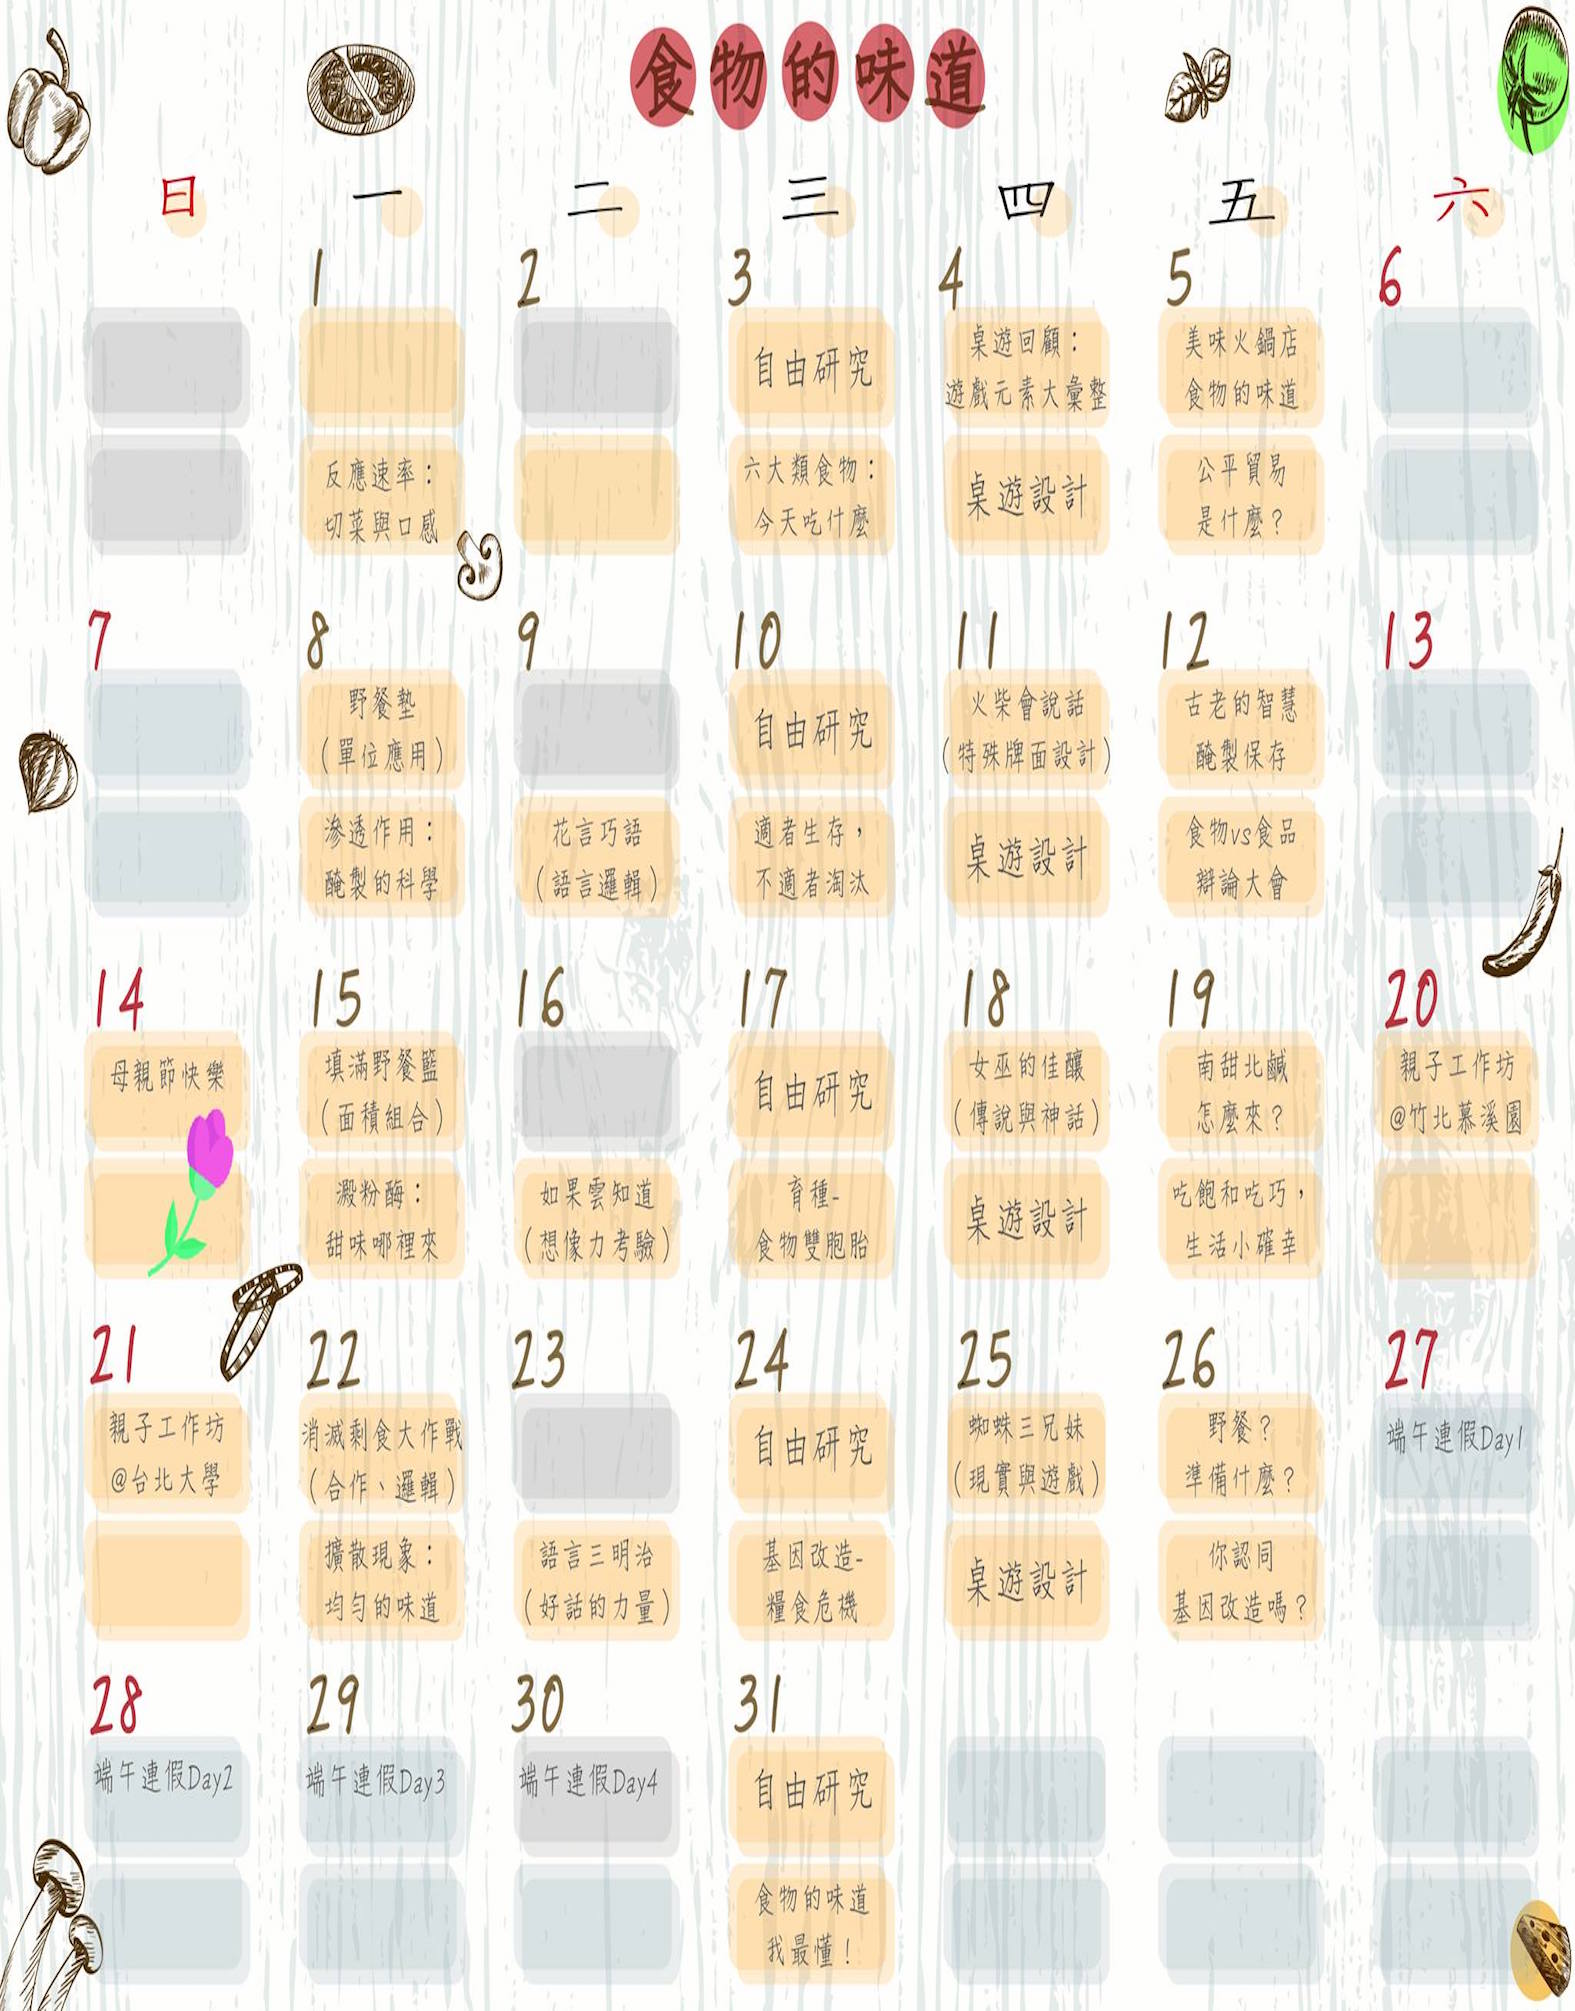 食物的味道
日 一 二 三 四 五 六
1 2 3 4 5 6
自由研究
桌遊回顧：
遊戲元素大彙整
美味火鍋店
食物的味道
反應速率：
切菜與口感
六大類食物：
今天吃什麼
桌遊設計
公平貿易
是什麼？
7 8 9 10 11 12 13
野餐墊
（單位應用）
自由研究
火柴會說話
（特殊牌面設計）
古老的智慧
醃製保存
滲透作用：
醃製的科學
花言巧語
（語言邏輯）
適者生存，
不適者淘汰
桌遊設計
食物vs食品
辯論大會
14 15 16 17 18 19 20
母親節快樂
填滿野餐籃
（面積組合）
自由研究
女巫的佳釀
（傳說與神話）
南甜北鹹
怎麼來？
親子工作坊
@竹北慕溪園
澱粉酶：
甜味哪裡來
如果雲知道
（想像力考驗）
育種-
食物雙胞胎
桌遊設計
吃飽和吃巧，
生活小確幸
21 22 23 24 25 26 27
親子工作坊
@台北大學
消滅剩食大作戰
（合作、邏輯）
自由研究
蜘蛛三兄妹
（現實與遊戲）
野餐？
準備什麼？
端午連假Day1
擴散現象：
均勻的味道
語言三明治
（好話的力量）
基因改造-
糧食危機
桌遊設計
你認同
基因改造嗎？
28 29 30 31
端午連假Day2
端午連假Day3
端午連假Day4
自由研究
食物的味道
我最懂！